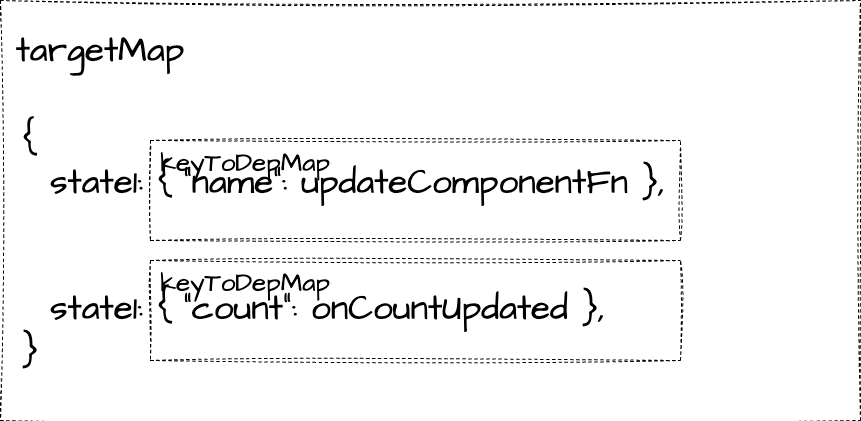 targetMap
{
keyToDepMap
state1: { "name": updateComponentFn },
keyToDepMap
state1: { "count": onCountUpdated },
}